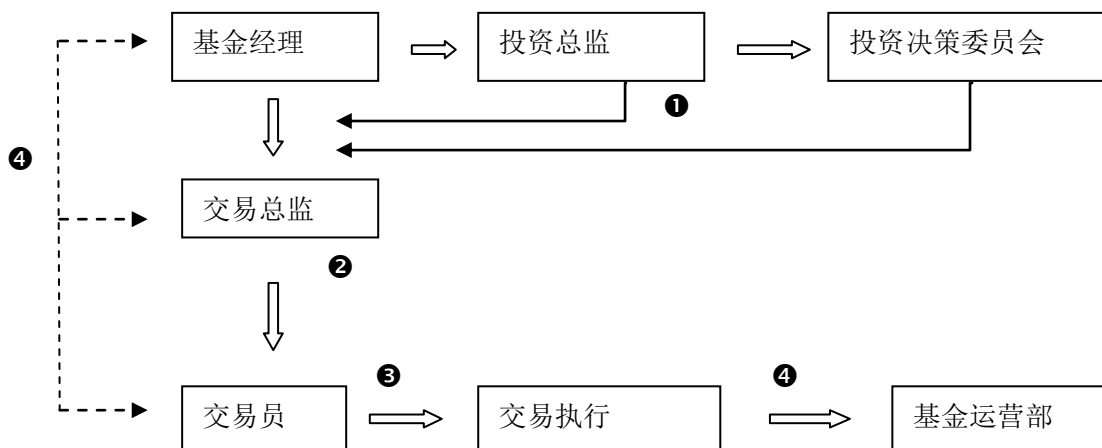 基金经理
投资总监
投资决策委员会
❶
❹
交易总监
❷
❸
❹
交易员
交易执行
基金运营部